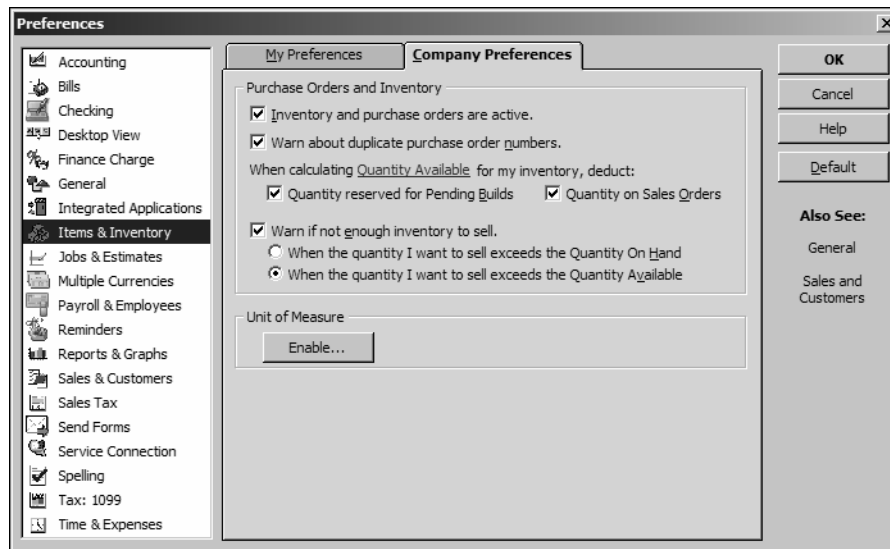 Preferences
Accounting
Bills
Checking
Desktop View
Finance Charge
General
Integrated Applications
Items & Inventory
Jobs & Estimates
Multiple Currencies
Payroll & Employees
Reminders
Reports & Graphs
Sales & Customers
Sales Tax
Send Forms
Service Connection
Spelling
Tax: 1099
Time & Expenses
My Preferences
Company Preferences
Purchase Orders and Inventory
Inventory and purchase orders are active.
Warn about duplicate purchase order numbers.
When calculating Quantity Available for my inventory, deduct:
Quantity reserved for Pending Builds
Quantity on Sales Orders
Warn if not enough inventory to sell.
When the quantity I want to sell exceeds the Quantity On Hand
When the quantity I want to sell exceeds the Quantity Available
Unit of Measure
Enable...
OK
Cancel
Help
Default
Also See:
General
Sales and
Customers